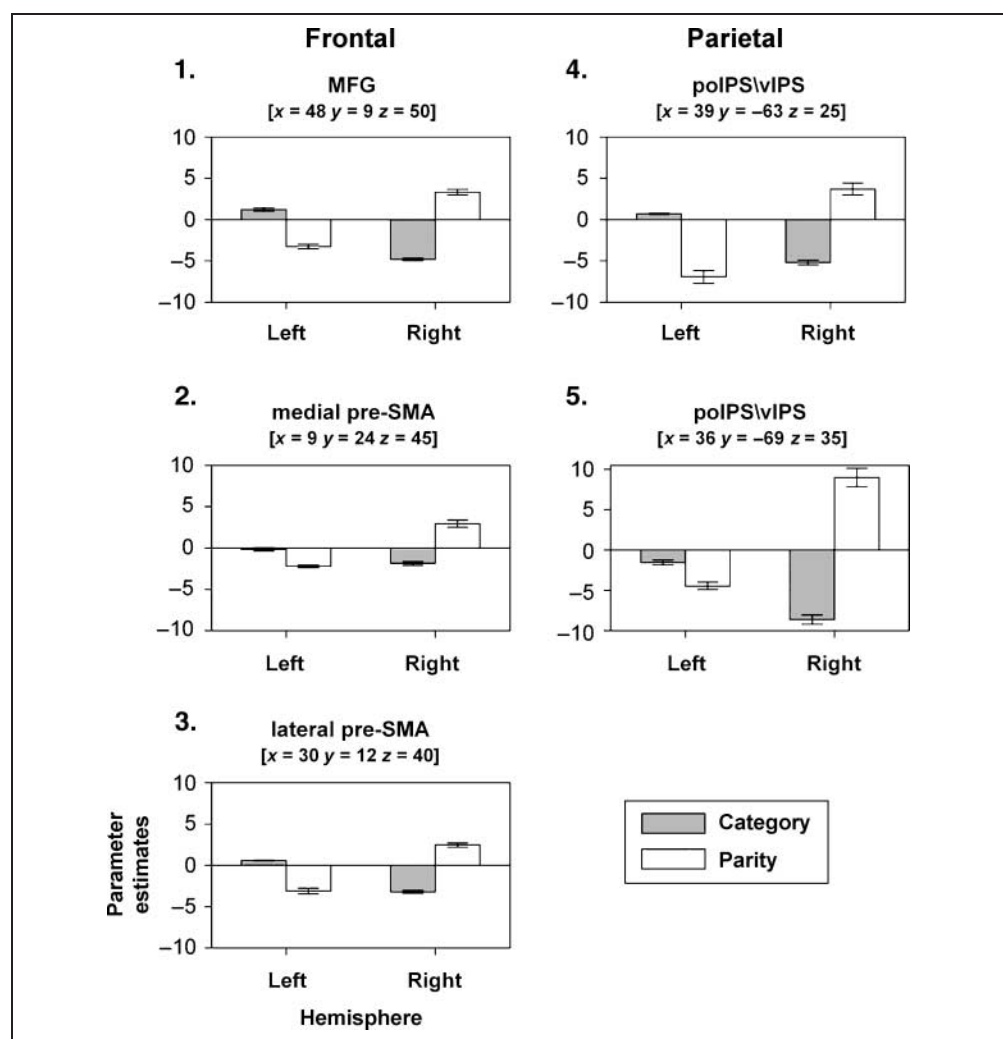 Frontal
Parietal
1.
MFG
[x = 48 y = 9 z = 50]
10
5
0
–5
–10
Left
Right
4.
polPS\vIPS
[x = 39 y = –63 z = 25]
10
5
0
–5
–10
Left
Right
2.
medial pre-SMA
[x = 9 y = 24 z = 45]
10
5
0
–5
–10
Left
Right
5.
polPS\vIPS
[x = 36 y = –69 z = 35]
10
5
0
–5
–10
Left
Right
3.
lateral pre-SMA
[x = 30 y = 12 z = 40]
10
5
0
–5
–10
Parameter
estimates
Left
Right
Hemisphere
Category
Parity